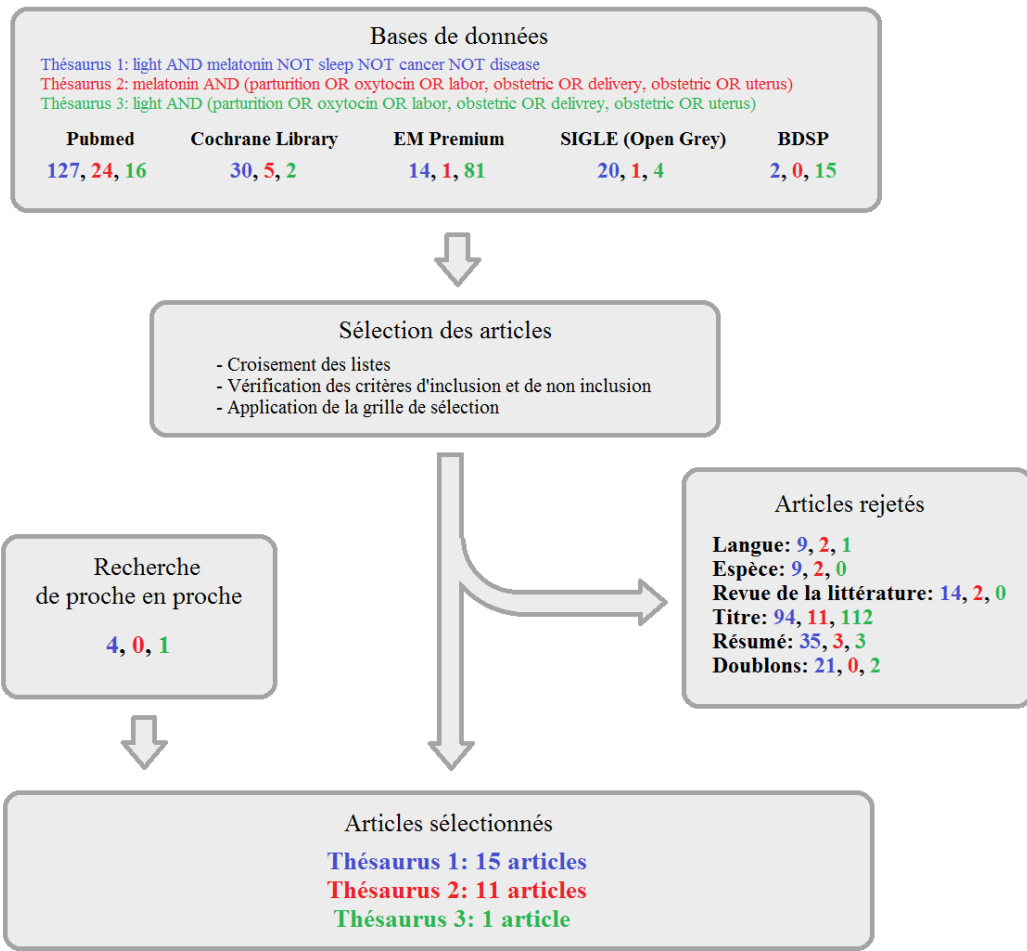 Bases de données
Thésaurus 1: light AND melatonin NOT sleep NOT cancer NOT disease
Thésaurus 2: melatonin AND (parturition OR oxytocin OR labor, obstetric OR delivery, obstetric OR uterus)
Thésaurus 3: light AND (parturition OR oxytocin OR labor, obstetric OR delivrey, obstetric OR uterus)
Pubmed Cochrane Library EM Premium SIGLE (Open Grey) BDSP
127, 24, 16 30, 5, 2 14, 1, 81 20, 1, 4 2, 0, 15
Sélection des articles
- Croisement des listes
- Vérification des critères d'inclusion et de non inclusion
- Application de la grille de sélection
Articles rejetés
Langue: 9, 2, 1
Espèce: 9, 2, 0
Revue de la littérature: 14, 2, 0
Titre: 94, 11, 112
Résumé: 35, 3, 3
Doublons: 21, 0, 2
Recherche
de proche en proche
4, 0, 1
Articles sélectionnés
Thésaurus 1: 15 articles
Thésaurus 2: 11 articles
Thésaurus 3: 1 article